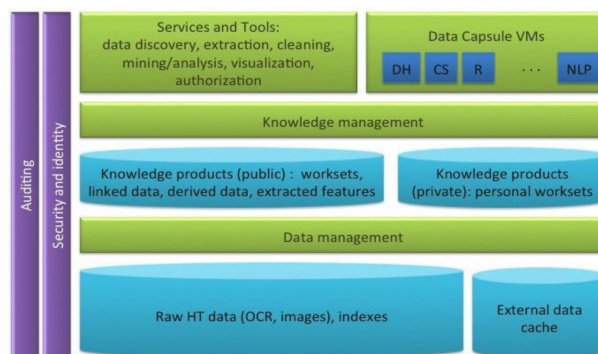 Auditing
Security and identity
Services and Tools:
data discovery, extraction, cleaning,
mining/analysis, visualization,
authorization
Data Capsule VMs
DH CS R ... NLP
Knowledge management
Knowledge products (public) : worksets,
linked data, derived data, extracted features
Knowledge products
(private): personal worksets
Data management
Raw HT data (OCR, images), indexes
External data
cache